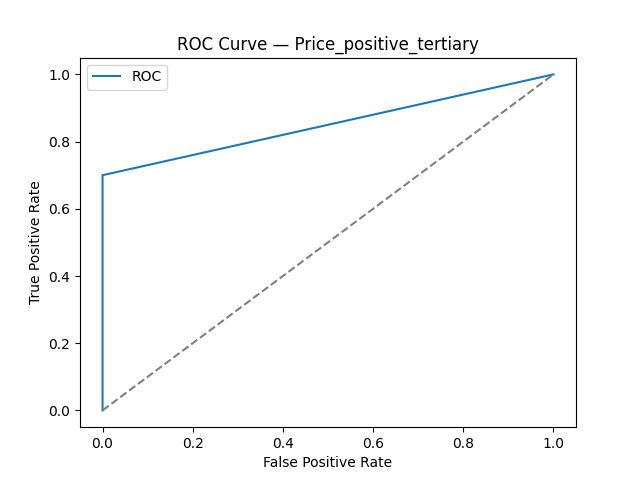 ROC Curve — Price_positive_tertiary
ROC
1.0
0.8
0.6
0.4
0.2
0.0
True Positive Rate
0.0 0.2 0.4 0.6 0.8 1.0
False Positive Rate